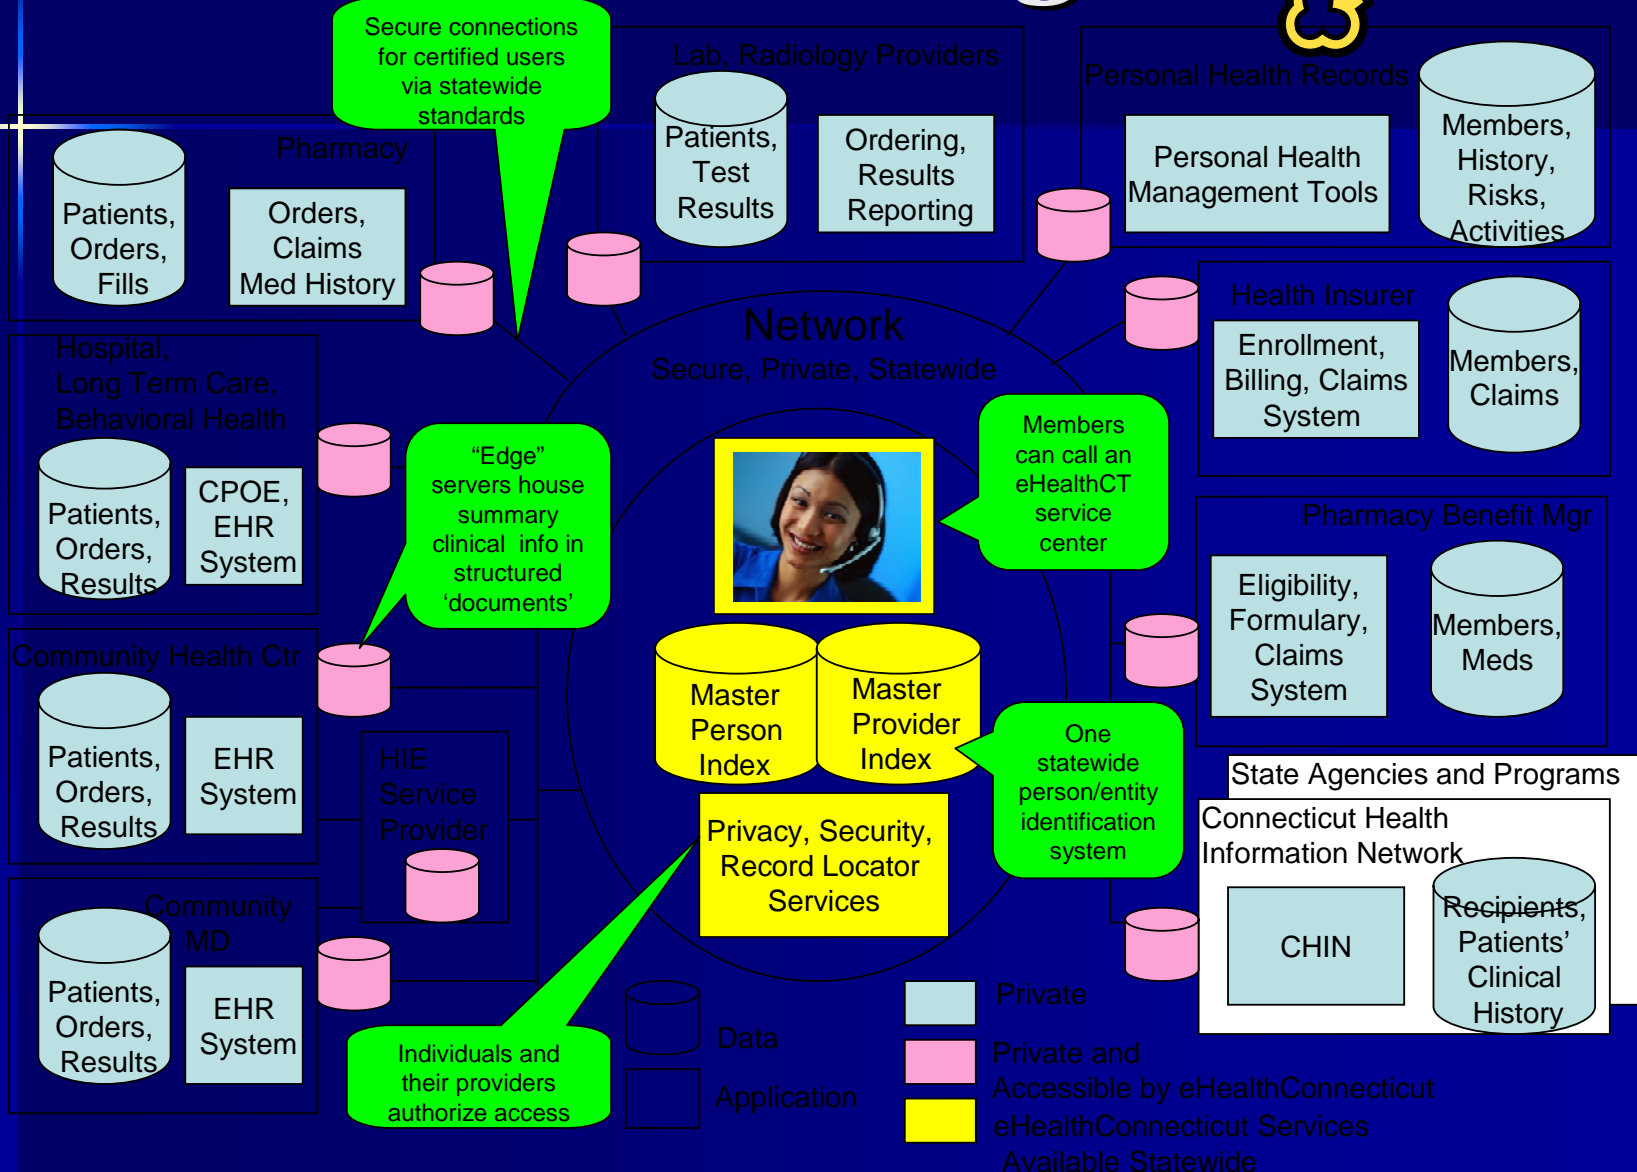 Secure connections
for certified users
via statewide
standards
Lab, Radiology Providers
Patients,
Test
Results
Ordering,
Results
Reporting
Personal Health Records
Personal Health
Management Tools
Members,
History,
Risks,
Activities
Pharmacy
Patients,
Orders,
Fills
Orders,
Claims
Med History
Network
Secure, Private, Statewide
Health Insurer
Enrollment,
Billing, Claims
System
Members,
Claims
Hospital,
Long Term Care,
Behavioral Health
Patients,
Orders,
Results
CPOE,
EHR
System
“Edge”
servers house
summary
clinical  info in
structured
‘documents’
Members
can call an
eHealthCT
service
center
Pharmacy Benefit Mgr
Eligibility,
Formulary,
Claims
System
Members,
Meds
Community Health Ctr
Patients,
Orders,
Results
EHR
System
HIE
Service
Provider
Master
Person
Index
Master
Provider
Index
One
statewide
person/entity
identification
system
Privacy, Security,
Record Locator
Services
State Agencies and Programs
Connecticut Health
Information Network
CHIN
Recipients,
Patients’
Clinical
History
Community
MD
Patients,
Orders,
Results
EHR
System
Individuals and
their providers
authorize access
Data
Application
Private
Private and
Accessible by eHealthConnecticut
eHealthConnecticut Services
Available Statewide